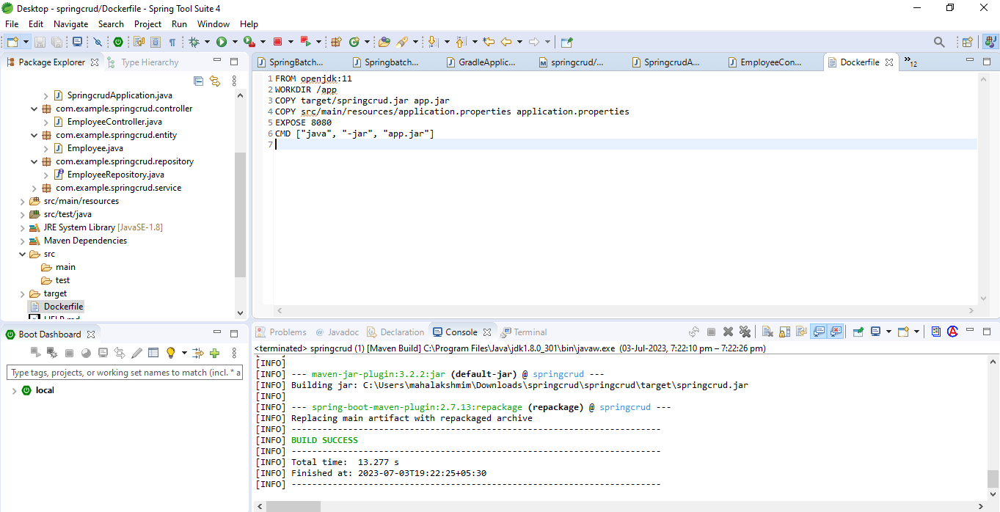 Desktop - springcrud/Dockerfile - Spring Tool Suite 4
File Edit Navigate Search Project Run Window Help
Package Explorer
Type Hierarchy
SpringcrudApplication.java
com.example.springcrud.controller
EmployeeController.java
com.example.springcrud.entity
Employee.java
com.example.springcrud.repository
EmployeeRepository.java
com.example.springcrud.service
src/main/resources
src/test/java
JRE System Library [JavaSE-1.8]
Maven Dependencies
src
main
test
target
Dockerfile
HELP.md
SpringBatch...
Springbatch...
GradleApplic...
springcrud/...
SpringcrudA...
EmployeeCon...
Dockerfile
»12
1 FROM openjdk:11
2 WORKDIR /app
3 COPY target/springcrud.jar app.jar
4 COPY src/main/resources/application.properties application.properties
5 EXPOSE 8080
6 CMD ["java", "-jar", "app.jar"]
7
Boot Dashboard
Type tags, projects, or working set names to match (incl. * a
local
Problems @ Javadoc Declaration Console Terminal
<terminated> springcrud (1) [Maven Build] C:\Program Files\Java\jdk1.8.0_301\bin\javaw.exe (03-Jul-2023, 7:22:10 pm – 7:22:26 pm)
[INFO]
[INFO] --- maven-jar-plugin:3.2.2:jar (default-jar) @ springcrud ---
[INFO] Building jar: C:\Users\mahalakshmim\Downloads\springcrud\springcrud\target\springcrud.jar
[INFO]
[INFO] --- spring-boot-maven-plugin:2.7.13:repackage (repackage) @ springcrud ---
[INFO] Replacing main artifact with repackaged archive
[INFO] ------------------------------------------------------------------------
[INFO] BUILD SUCCESS
[INFO] ------------------------------------------------------------------------
[INFO] Total time:  13.277 s
[INFO] Finished at: 2023-07-03T19:22:25+05:30
[INFO] ------------------------------------------------------------------------